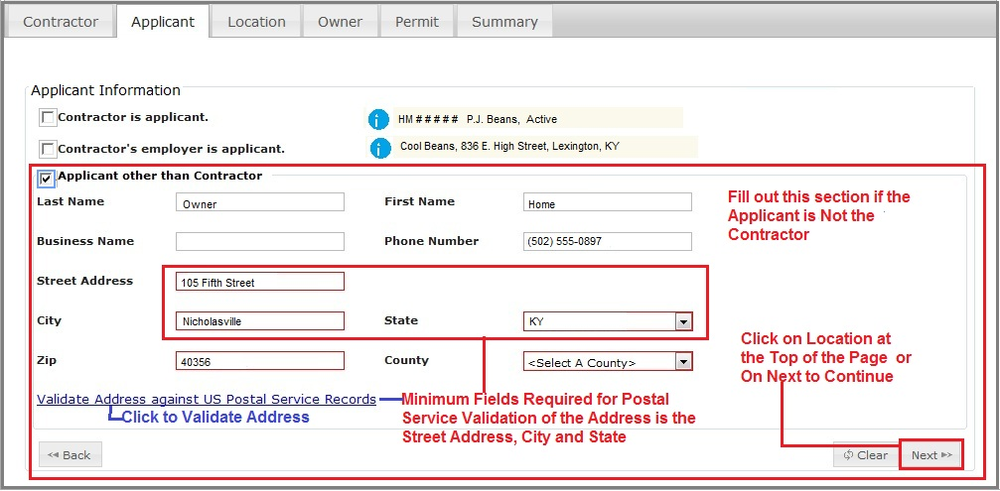 Contractor Applicant Location Owner Permit Summary
Applicant Information
Contractor is applicant. i HM # # # # # P.J. Beans, Active
Contractor's employer is applicant. i Cool Beans, 836 E. High Street, Lexington, KY
Applicant other than Contractor
Last Name Owner First Name Home
Fill out this section if the
Applicant is Not the
Contractor
Business Name Phone Number (502) 555-0897
Street Address 105 Fifth Street
City Nicholasville State KY
Zip 40356 County <Select A County>
Click on Location at
the Top of the Page or
On Next to Continue
Validate Address against US Postal Service Records
Click to Validate Address
Minimum Fields Required for Postal
Service Validation of the Address is the
Street Address, City and State
Back Clear Next